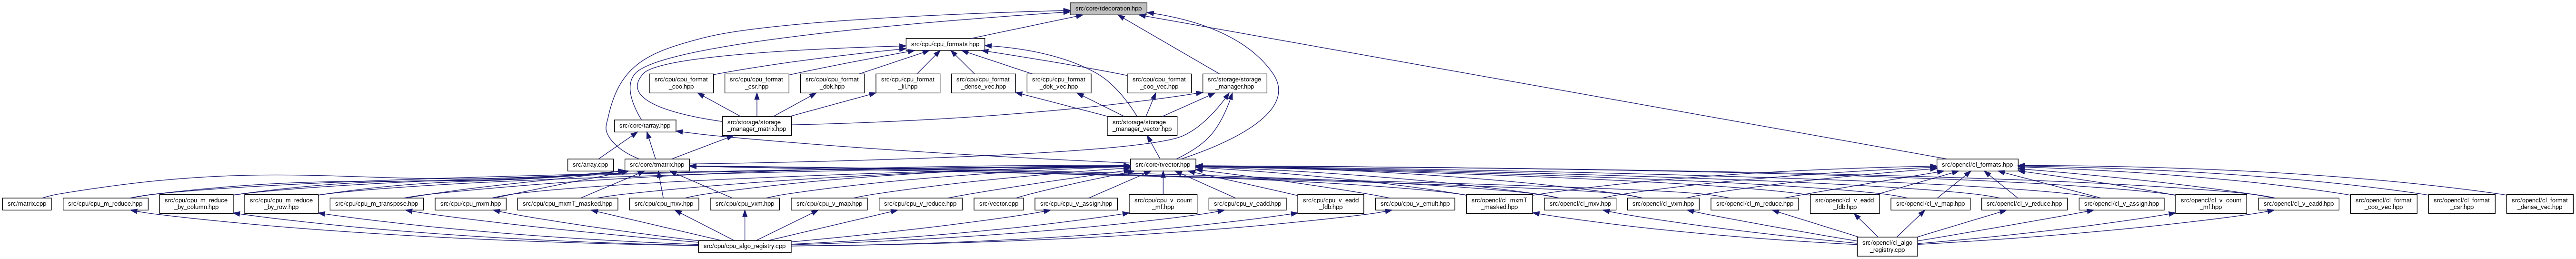 src/core/tdecoration.hpp
src/cpu/cpu_formats.hpp
src/cpu/cpu_format
_coo.hpp
src/cpu/cpu_format
_csr.hpp
src/cpu/cpu_format
_dok.hpp
src/cpu/cpu_format
_lil.hpp
src/cpu/cpu_format
_dense_vec.hpp
src/cpu/cpu_format
_dok_vec.hpp
src/cpu/cpu_format
_coo_vec.hpp
src/storage/storage
_manager.hpp
src/core/tarray.hpp
src/storage/storage
_manager_matrix.hpp
src/storage/storage
_manager_vector.hpp
src/array.cpp
src/core/tmatrix.hpp
src/core/tvector.hpp
src/opencl/cl_formats.hpp
src/matrix.cpp
src/cpu/cpu_m_reduce.hpp
src/cpu/cpu_m_reduce
_by_column.hpp
src/cpu/cpu_m_reduce
_by_row.hpp
src/cpu/cpu_m_transpose.hpp
src/cpu/cpu_mxm.hpp
src/cpu/cpu_mxmT_masked.hpp
src/cpu/cpu_mxv.hpp
src/cpu/cpu_vxm.hpp
src/cpu/cpu_v_map.hpp
src/cpu/cpu_v_reduce.hpp
src/vector.cpp
src/cpu/cpu_v_assign.hpp
src/cpu/cpu_v_count
_mf.hpp
src/cpu/cpu_v_eadd.hpp
src/cpu/cpu_v_eadd
_fdb.hpp
src/cpu/cpu_v_emult.hpp
src/opencl/cl_mxmT
_masked.hpp
src/opencl/cl_mxv.hpp
src/opencl/cl_vxm.hpp
src/opencl/cl_m_reduce.hpp
src/opencl/cl_v_eadd
_fdb.hpp
src/opencl/cl_v_map.hpp
src/opencl/cl_v_reduce.hpp
src/opencl/cl_v_assign.hpp
src/opencl/cl_v_count
_mf.hpp
src/opencl/cl_v_eadd.hpp
src/opencl/cl_format
_coo_vec.hpp
src/opencl/cl_format
_csr.hpp
src/opencl/cl_format
_dense_vec.hpp
src/cpu/cpu_algo_registry.cpp
src/opencl/cl_algo
_registry.cpp